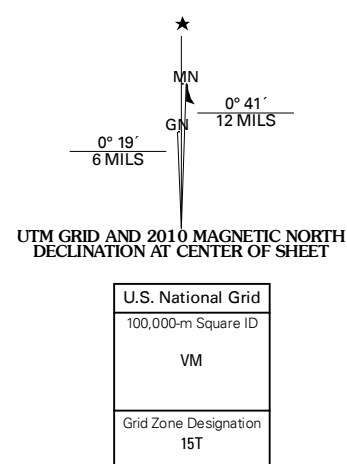 MN
0° 41´
12 MILS
GN
0° 19´
6 MILS
UTM GRID AND 2010 MAGNETIC NORTH
DECLINATION AT CENTER OF SHEET
U.S. National Grid
100,000-m Square ID
VM
Grid Zone Designation
15T